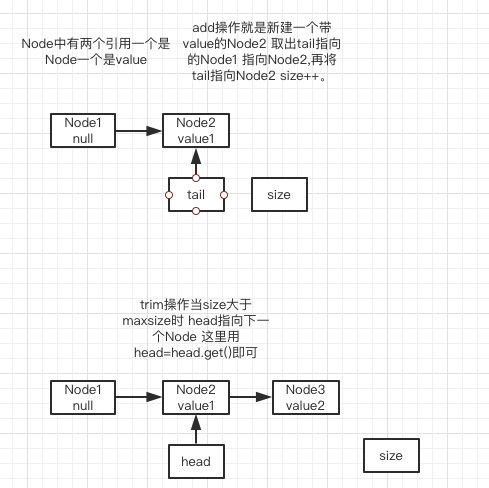 Node中有两个引用一个是
Node一个是value
add操作就是新建一个带
value的Node2 取出tail指向
的Node1 指向Node2,再将
tail指向Node2 size++。
Node1
null
Node2
value1
tail
size
trim操作当size大于
maxsize时 head指向下一
个Node 这里用
head=head.get()即可
Node1
null
Node2
value1
Node3
value2
head
size